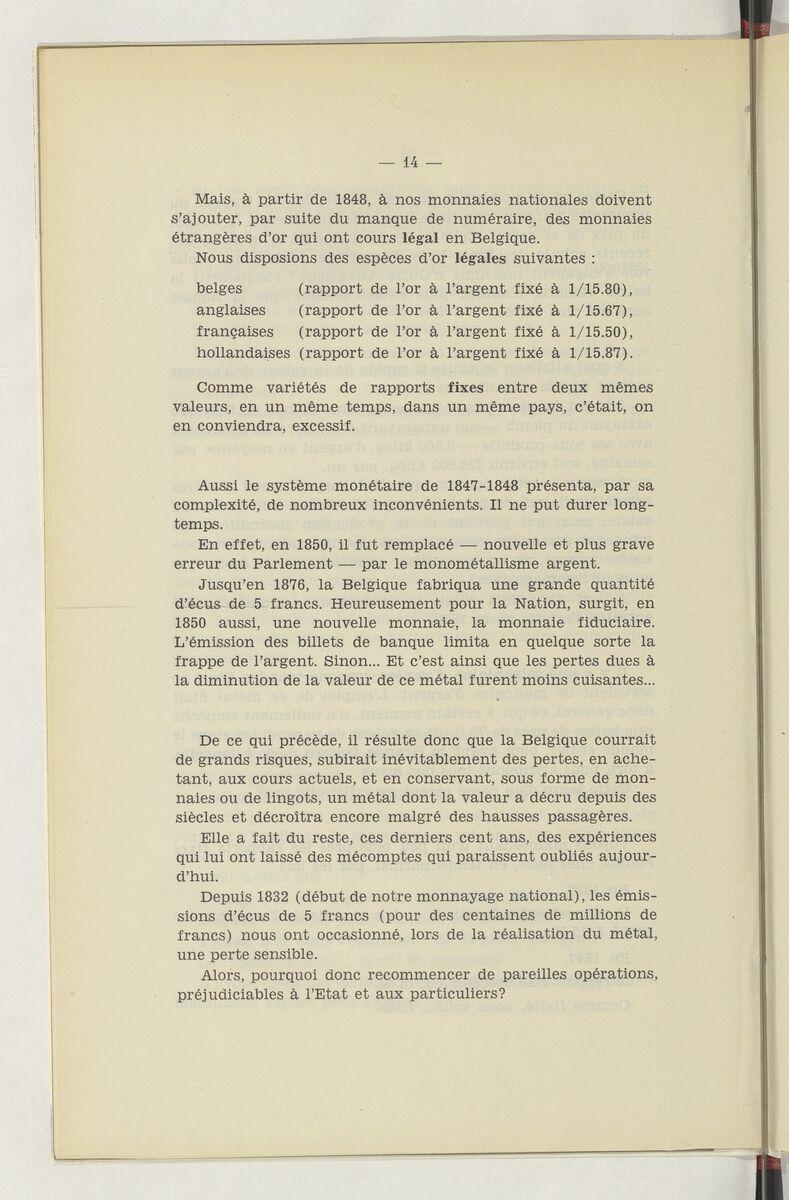 — 14 —
Mais, à partir de 1848, à nos monnaies nationales doivent
s'ajouter, par suite du manque de numéraire, des monnaies
étrangères d'or qui ont cours légal en Belgique.
Nous disposions des espèces d'or légales suivantes :
belges (rapport de l'or à l'argent fixé à 1/15.80),
anglaises (rapport de l'or à l'argent fixé à 1/15.67),
françaises (rapport de l'or à l'argent fixé à 1/15.50),
hollandaises (rapport de l'or à l'argent fixé à 1/15.87).
Comme variétés de rapports fixes entre deux mêmes
valeurs, en un même temps, dans un même pays, c'était, on
en conviendra, excessif.
Aussi le système monétaire de 1847-1848 présenta, par sa
complexité, de nombreux inconvénients. Il ne put durer long-
temps.
En effet, en 1850, il fut remplacé — nouvelle et plus grave
erreur du Parlement — par le monométallisme argent.
Jusqu'en 1876, la Belgique fabriqua une grande quantité
d'écus de 5 francs. Heureusement pour la Nation, surgit, en
1850 aussi, une nouvelle monnaie, la monnaie fiduciaire.
L'émission des billets de banque limita en quelque sorte la
frappe de l'argent. Sinon... Et c'est ainsi que les pertes dues à
la diminution de la valeur de ce métal furent moins cuisantes...
De ce qui précède, il résulte donc que la Belgique courrait
de grands risques, subirait inévitablement des pertes, en ache-
tant, aux cours actuels, et en conservant, sous forme de mon-
naies ou de lingots, un métal dont la valeur a décru depuis des
siècles et décroîtra encore malgré des hausses passagères.
Elle a fait du reste, ces derniers cent ans, des expériences
qui lui ont laissé des mécomptes qui paraissent oubliés aujour-
d'hui.
Depuis 1832 (début de notre monnayage national), les émis-
sions d'écus de 5 francs (pour des centaines de millions de
francs) nous ont occasionné, lors de la réalisation du métal,
une perte sensible.
Alors, pourquoi donc recommencer de pareilles opérations,
préjudiciables à l'Etat et aux particuliers?